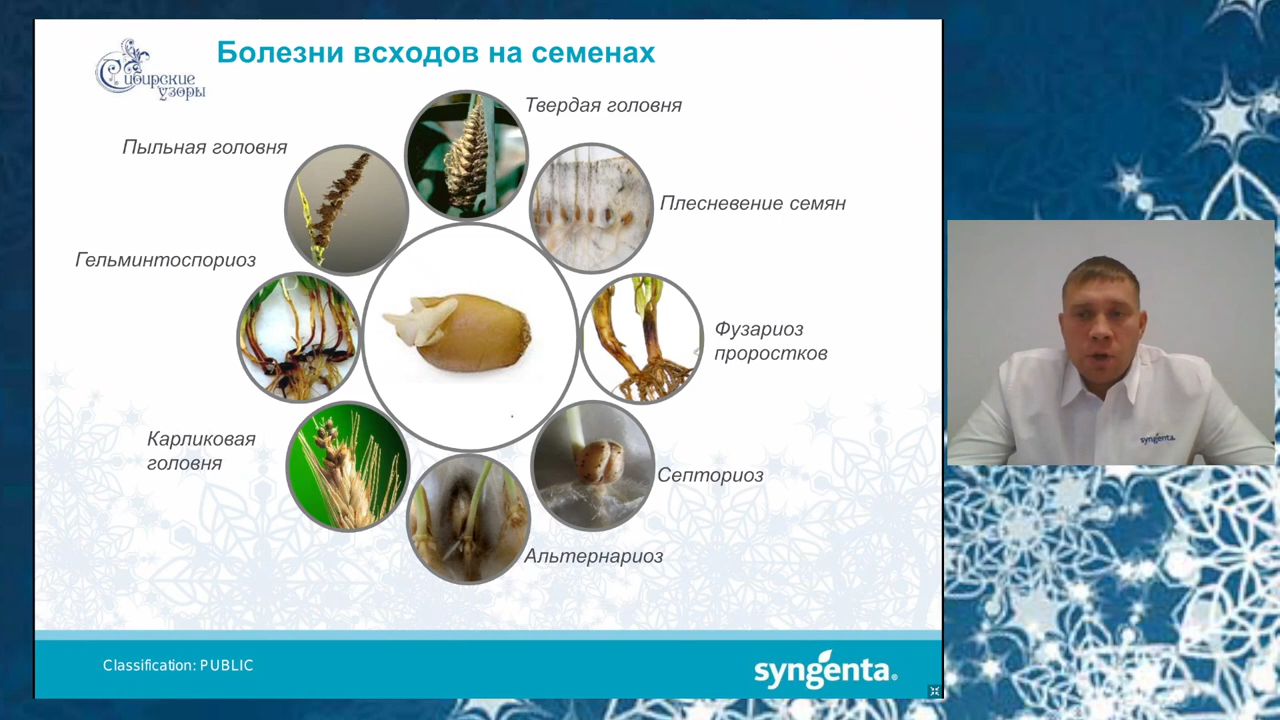 Болезни всходов на семенах
Сибирские
узоры
Твердая головня
Пыльная головня
Плесневение семян
Гельминтоспориоз
Фузариоз
проростков
Карликовая
головня
Септориоз
Альтернариоз
syngenta
Classification: PUBLIC
syngenta®